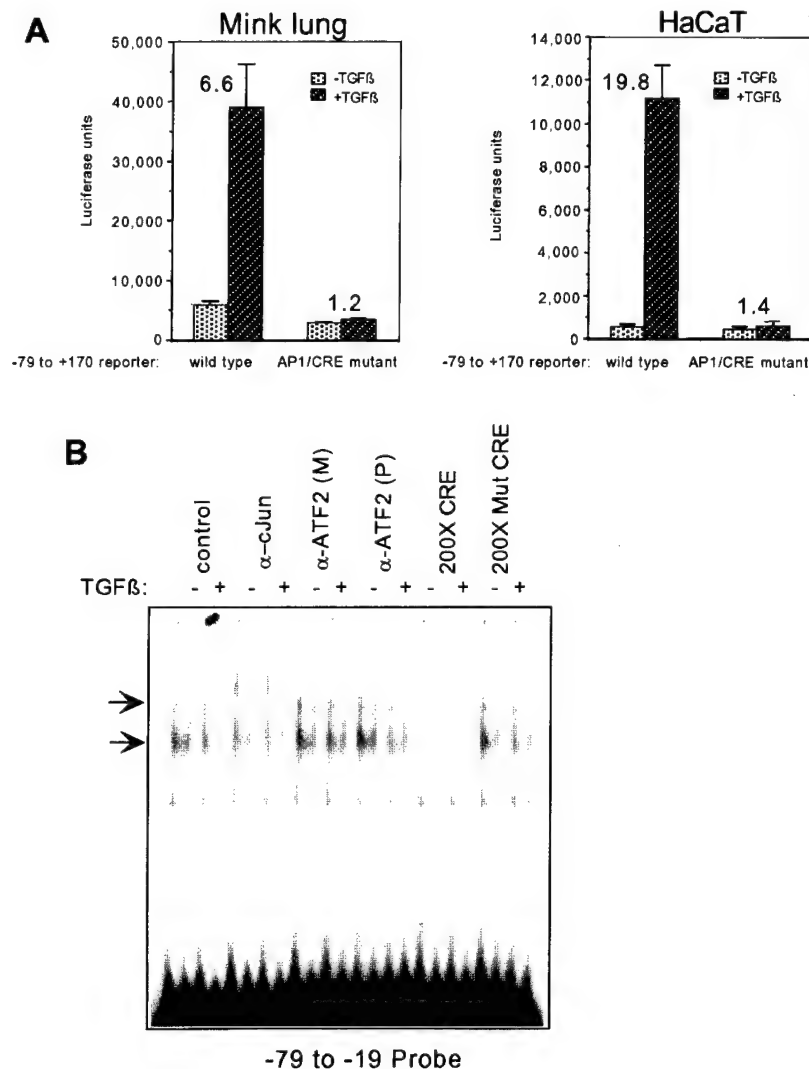 A
Mink lung
50,000
40,000
30,000
20,000
10,000
0
Luciferase units
6.6
-TGFß
+TGFß
1.2
-79 to +170 reporter: wild type AP1/CRE mutant
HaCaT
14,000
12,000
10,000
8,000
6,000
4,000
2,000
0
Luciferase units
19.8
-TGFß
+TGFß
1.4
-79 to +170 reporter: wild type AP1/CRE mutant
B
control
α-cJun
α-ATF2 (M)
α-ATF2 (P)
200X CRE
200X Mut CRE
TGFß: - + - + - + - + - + - +
-79 to -19 Probe